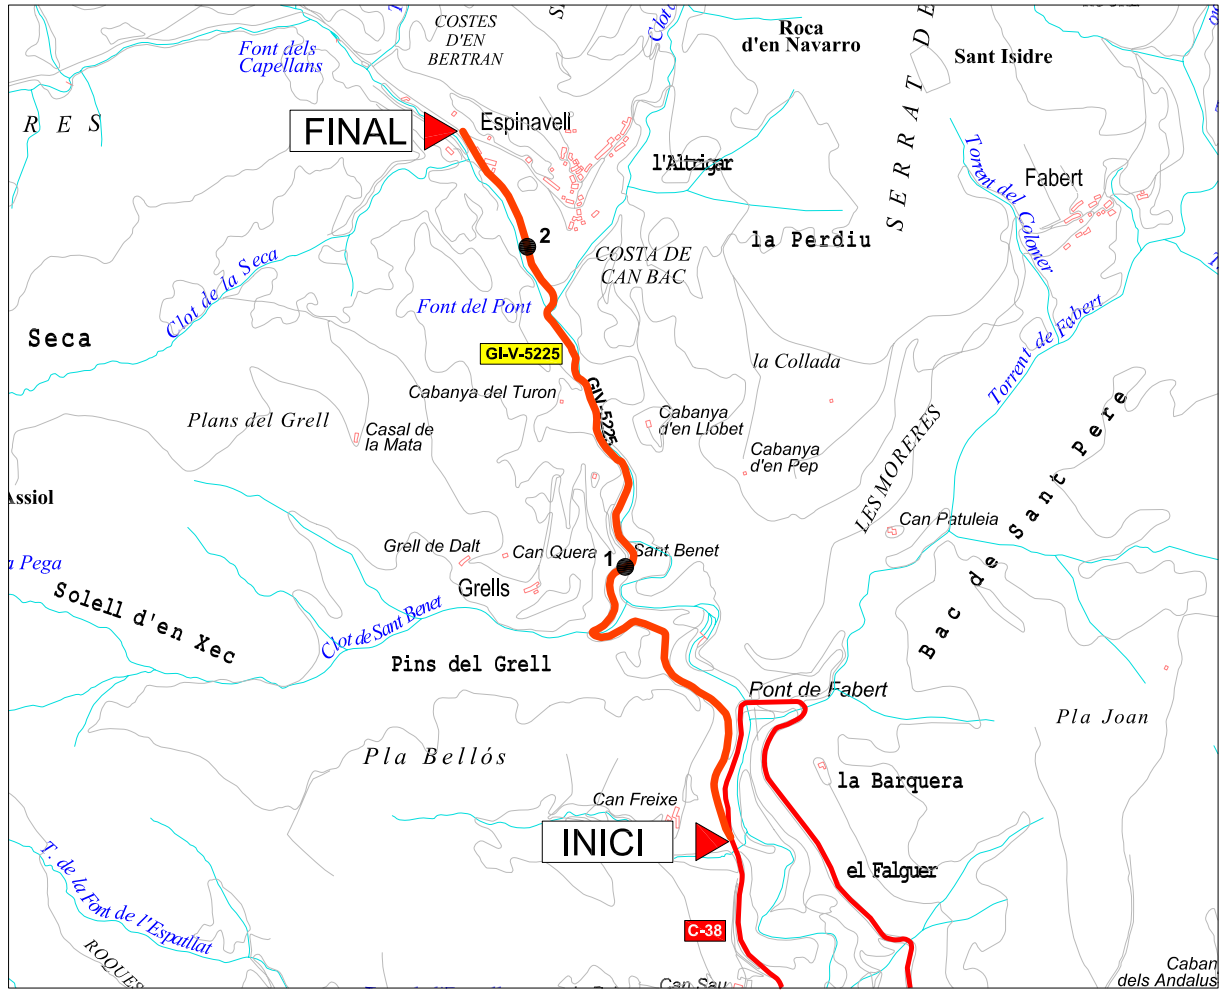 COSTES
D'EN
BERTRAN
Font dels
Capellans
Roca
d'en Navarro
Sant Isidre
SERRAT DE
RES
FINAL
Espinavell
l'Altrigar
Torrent del Colomer
Fabert
2
COSTA DE
CAN BAC
la Perdiu
Clot de la Seca
Font del Pont
Torrent de Fabert
Seca
GI-V-5225
la Collada
GIV-5225
Cabanya del Turon
Plans del Grell
Casal de
la Mata
Cabanya
d'en Llobet
Cabanya
d'en Pep
LES MORERES
Bac de Sant Pere
Assiol
Can Patuleia
Grell de Dalt
Can Quera
1
Sant Benet
a Pega
Grells
Solell d'en Xec
Clot de Sant Benet
Pins del Grell
Pont de Fabert
Pla Joan
Pla Bellós
la Barquera
Can Freixe
INICI
el Falguer
T. de la Font de l'Espatllat
C-38
ROQUES
Can Sau
Caban
dels Andalus